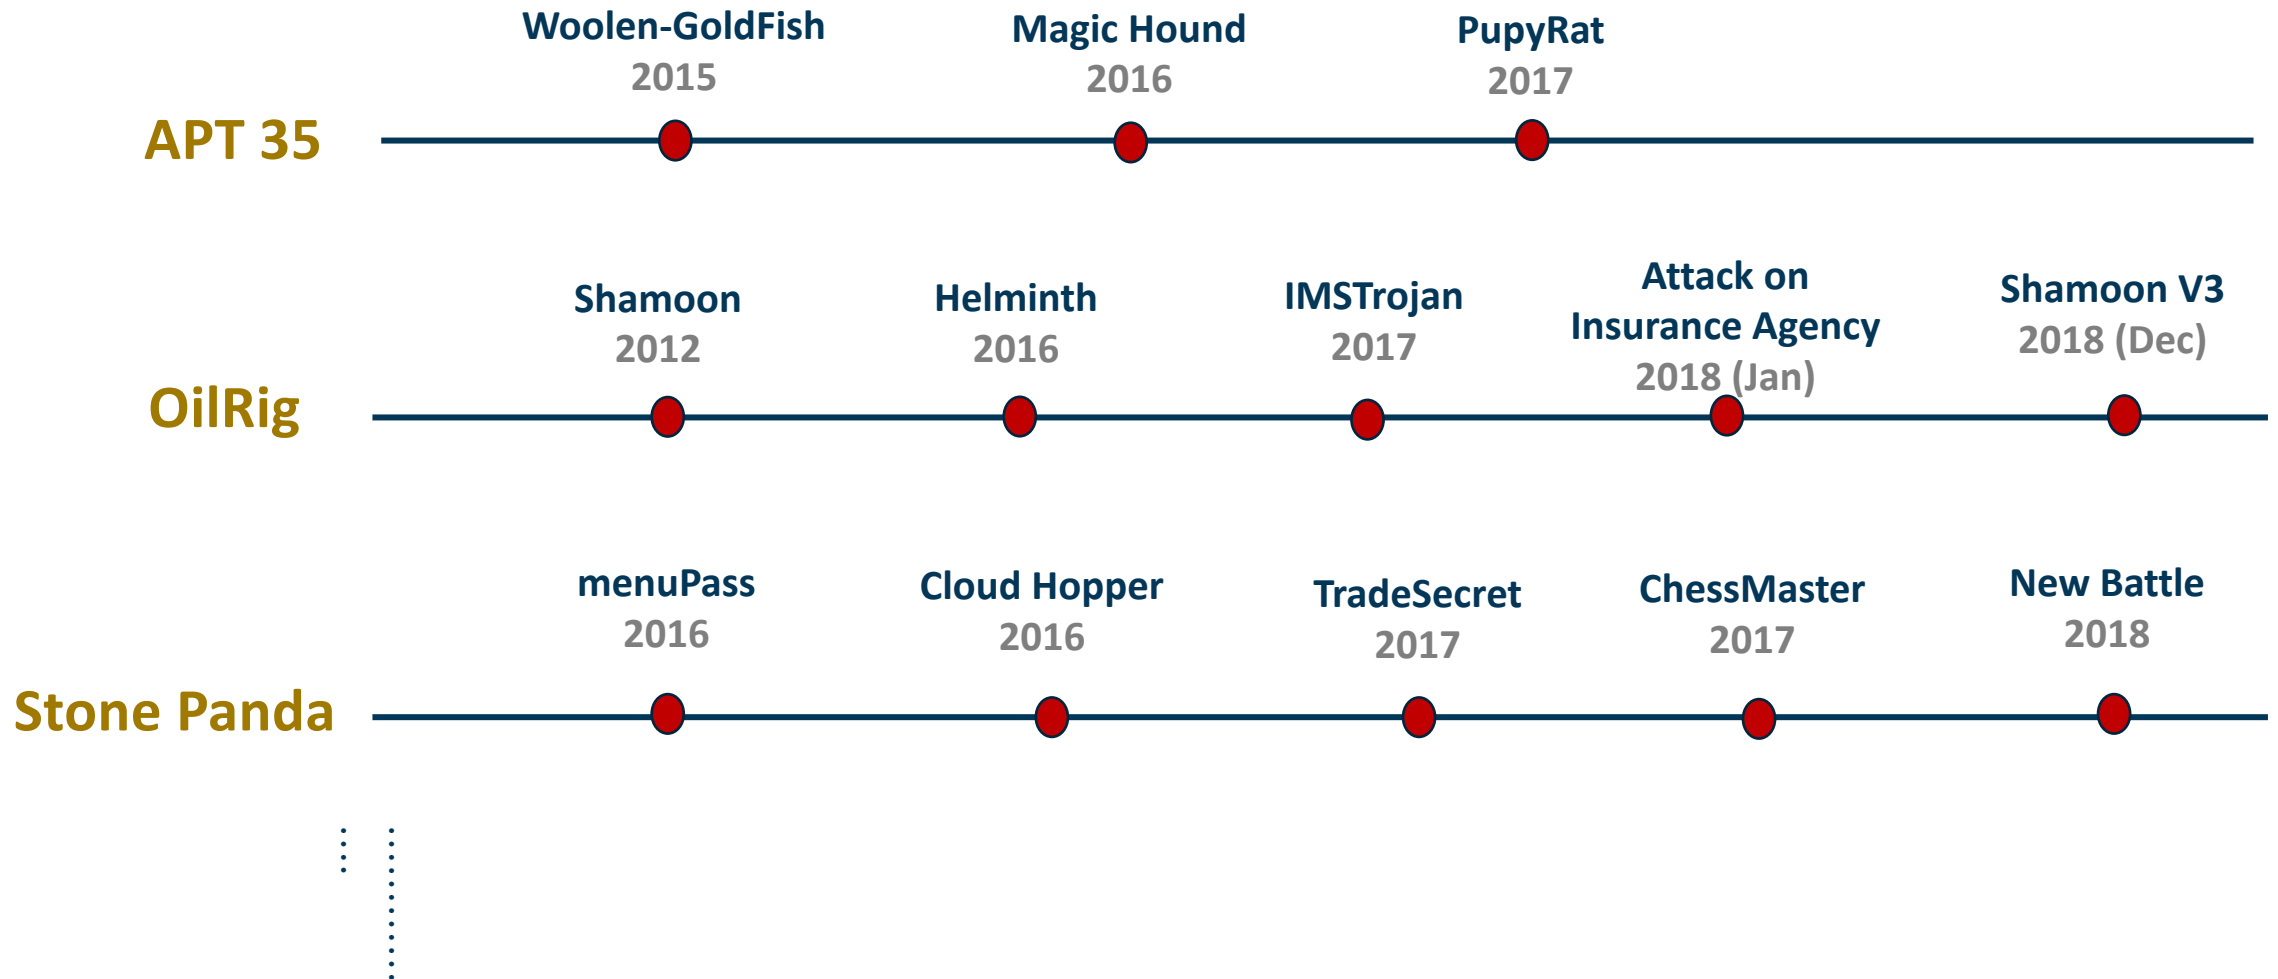 Woolen-GoldFish
2015
Magic Hound
2016
PupyRat
2017
APT 35
Shamoon
2012
Helminth
2016
IMSTrojan
2017
Attack on
Insurance Agency
2018 (Jan)
Shamoon V3
2018 (Dec)
OilRig
menuPass
2016
Cloud Hopper
2016
TradeSecret
2017
ChessMaster
2017
New Battle
2018
Stone Panda